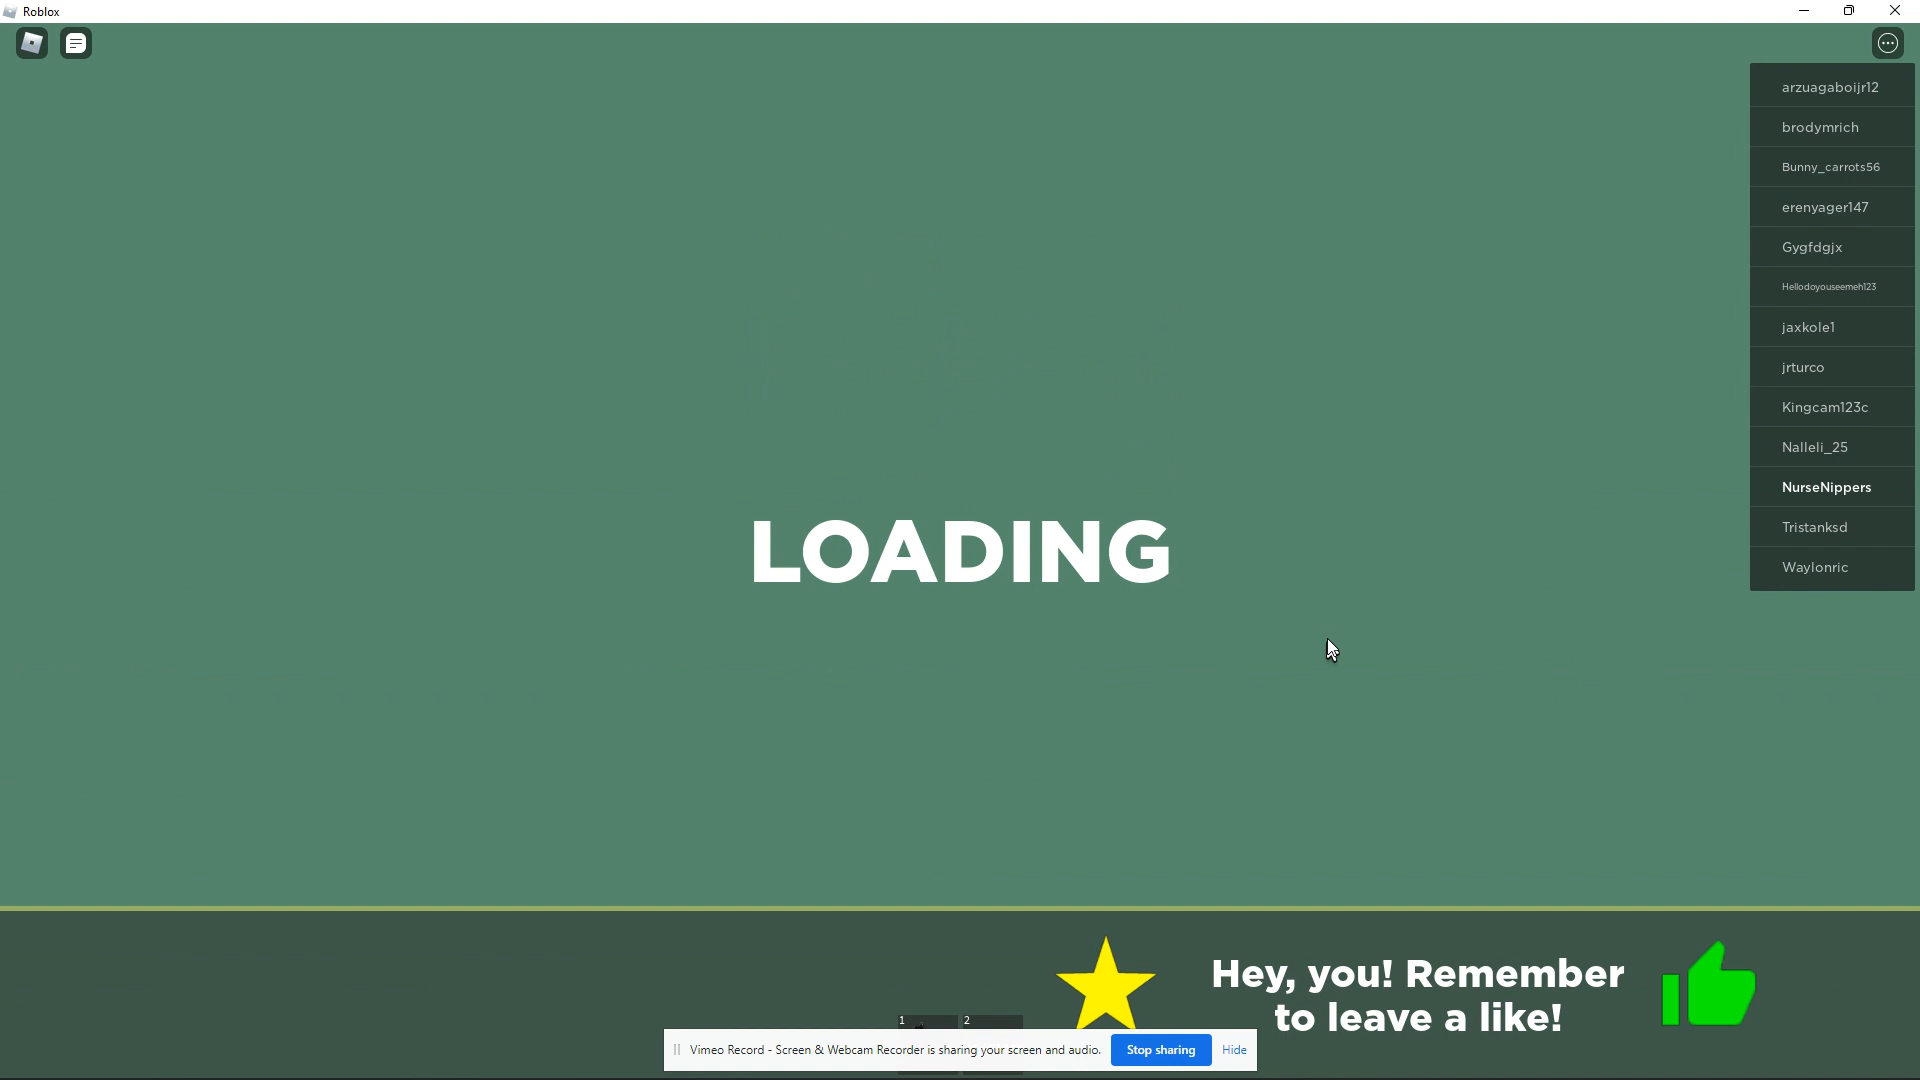 Roblox
arzuagaboijr12
brodymrich
Bunny_carrots56
erenyager147
Gygfdgjx
Hellodoyouseemeh123
jaxkole1
jrturco
Kingcam123c
Nalleli_25
NurseNippers
Tristanksd
Waylonric
LOADING
Hey, you! Remember
to leave a like!
1 2
Vimeo Record - Screen & Webcam Recorder is sharing your screen and audio. Stop sharing Hide